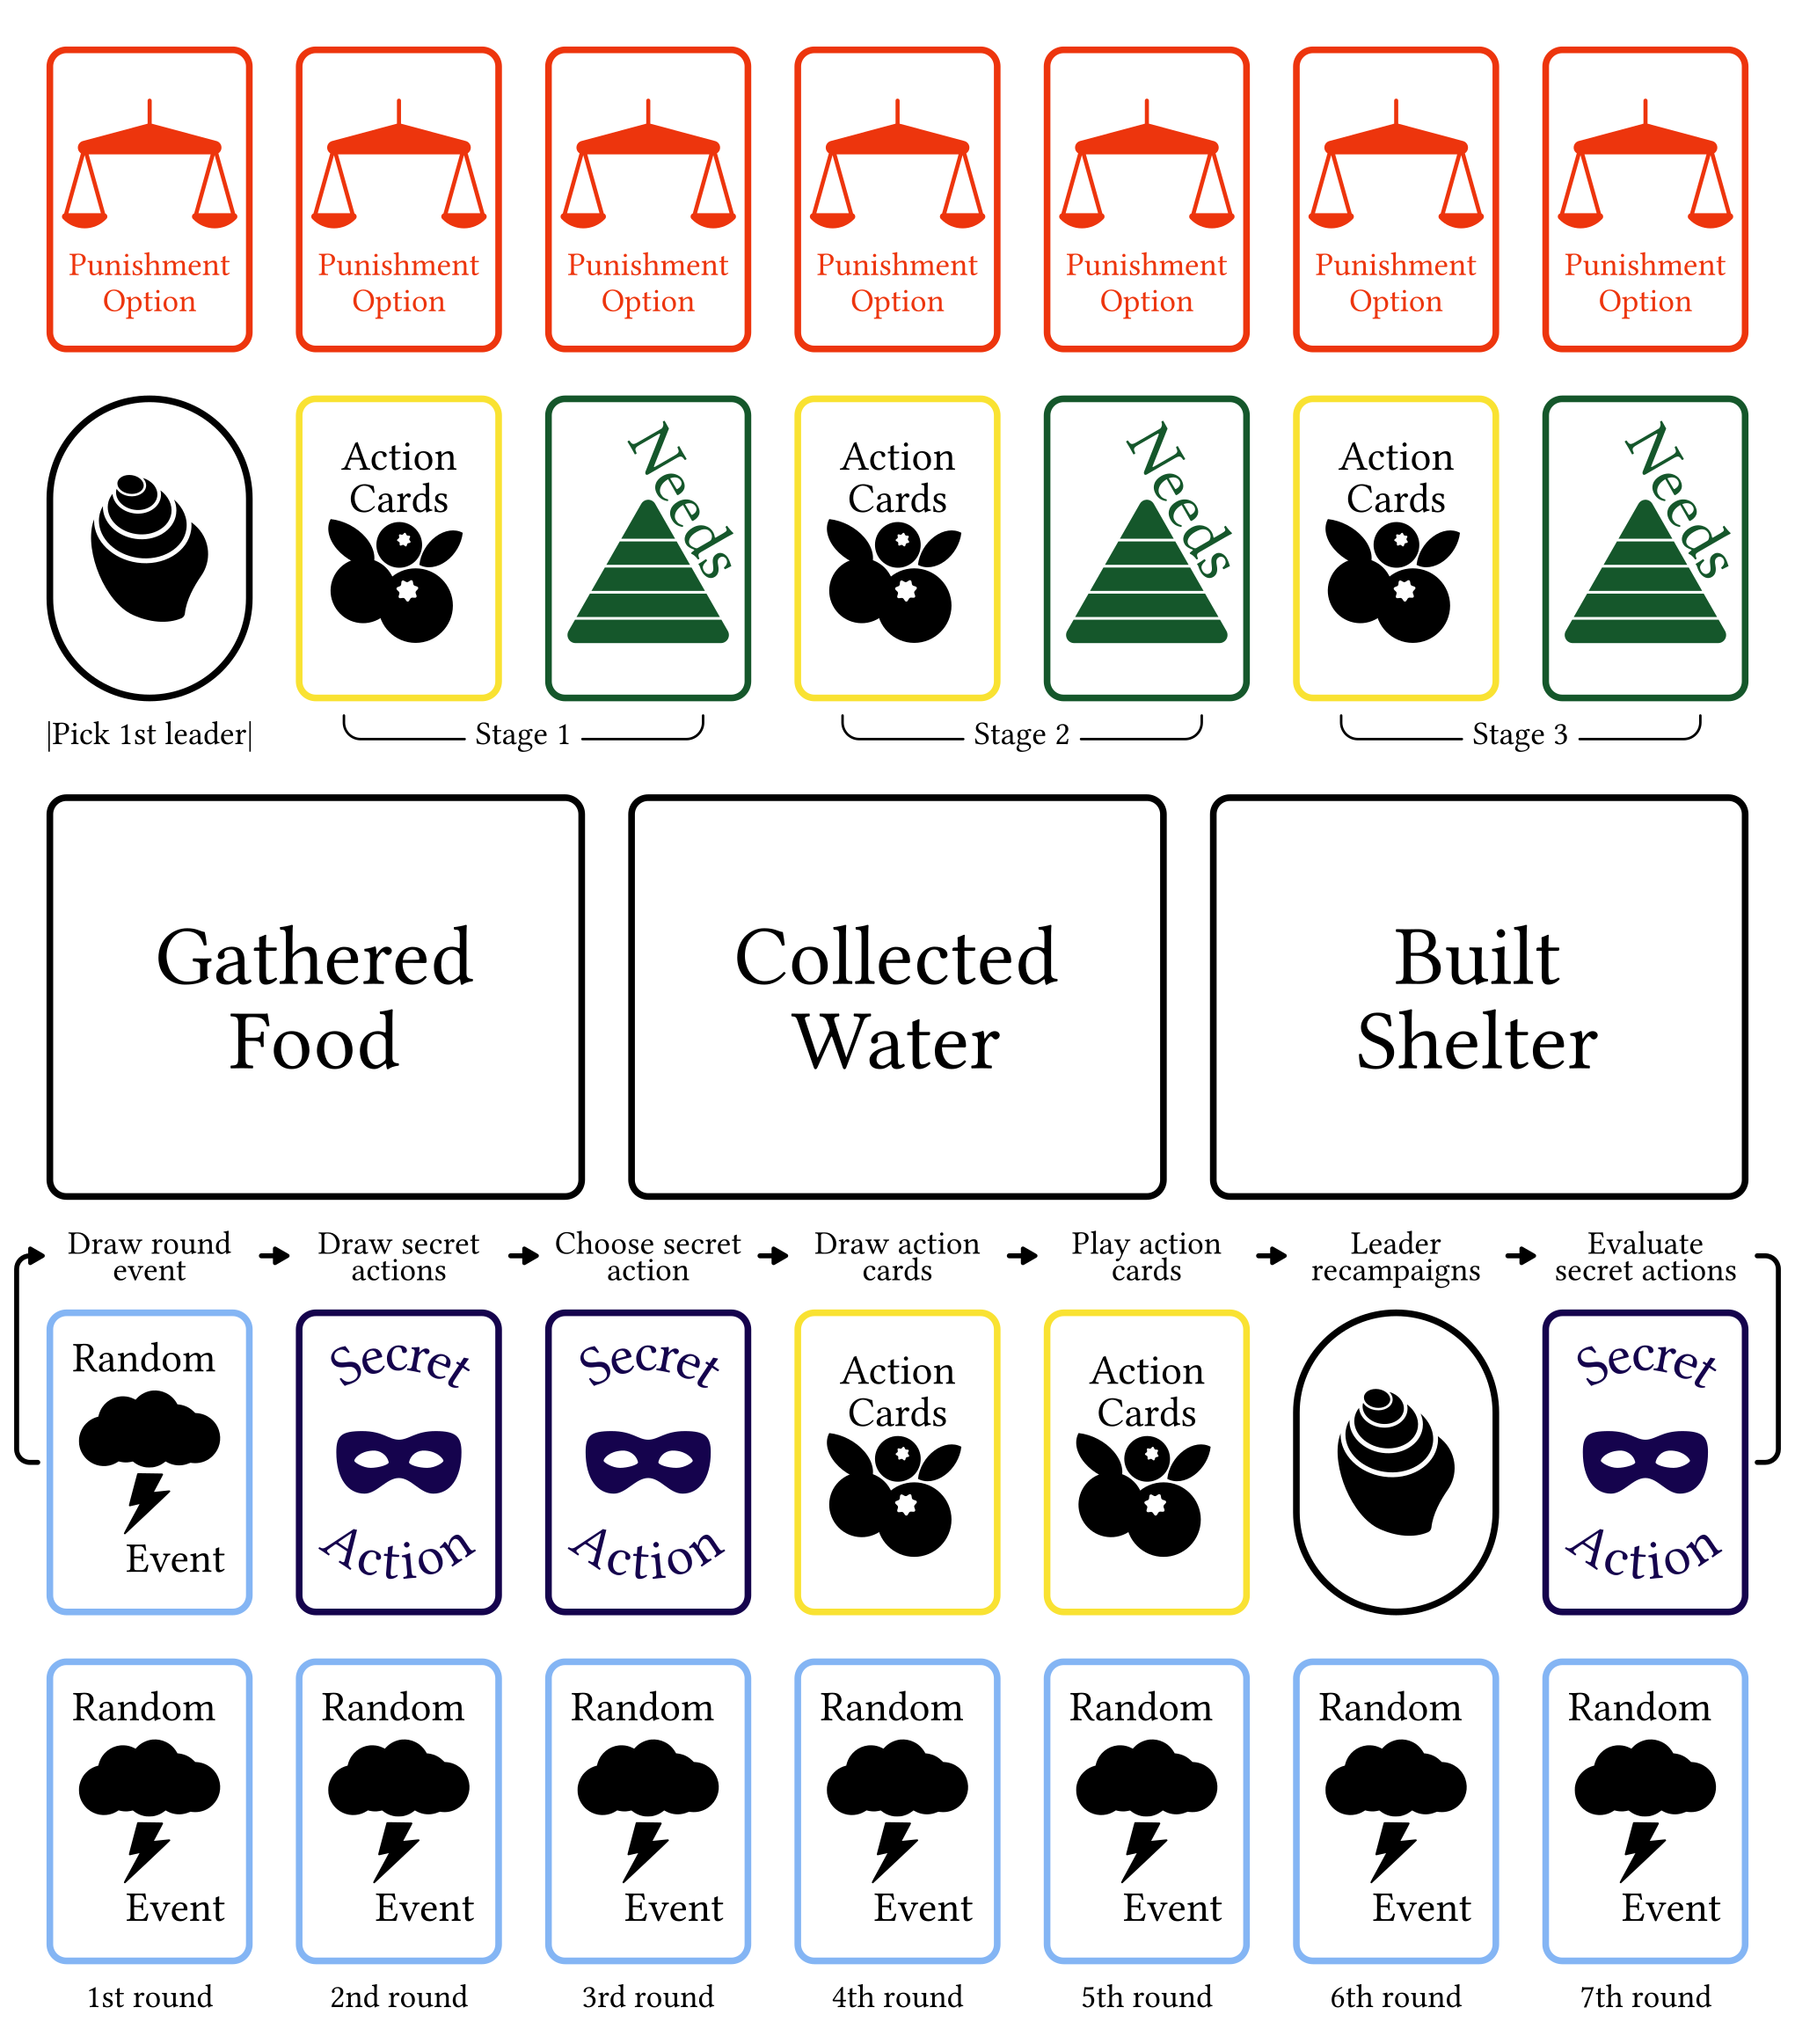 Punishment
Option
Punishment
Option
Punishment
Option
Punishment
Option
Punishment
Option
Punishment
Option
Punishment
Option
Action
Cards
Needs
Action
Cards
Needs
Action
Cards
Needs
|Pick 1st leader|
Stage 1
Stage 2
Stage 3
Gathered
Food
Collected
Water
Built
Shelter
Draw round
event
Draw secret
actions
Choose secret
action
Draw action
cards
Play action
cards
Leader
recampaigns
Evaluate
secret actions
Random
Event
Secret
Action
Secret
Action
Action
Cards
Action
Cards
Secret
Action
Random
Event
Random
Event
Random
Event
Random
Event
Random
Event
Random
Event
Random
Event
1st round
2nd round
3rd round
4th round
5th round
6th round
7th round